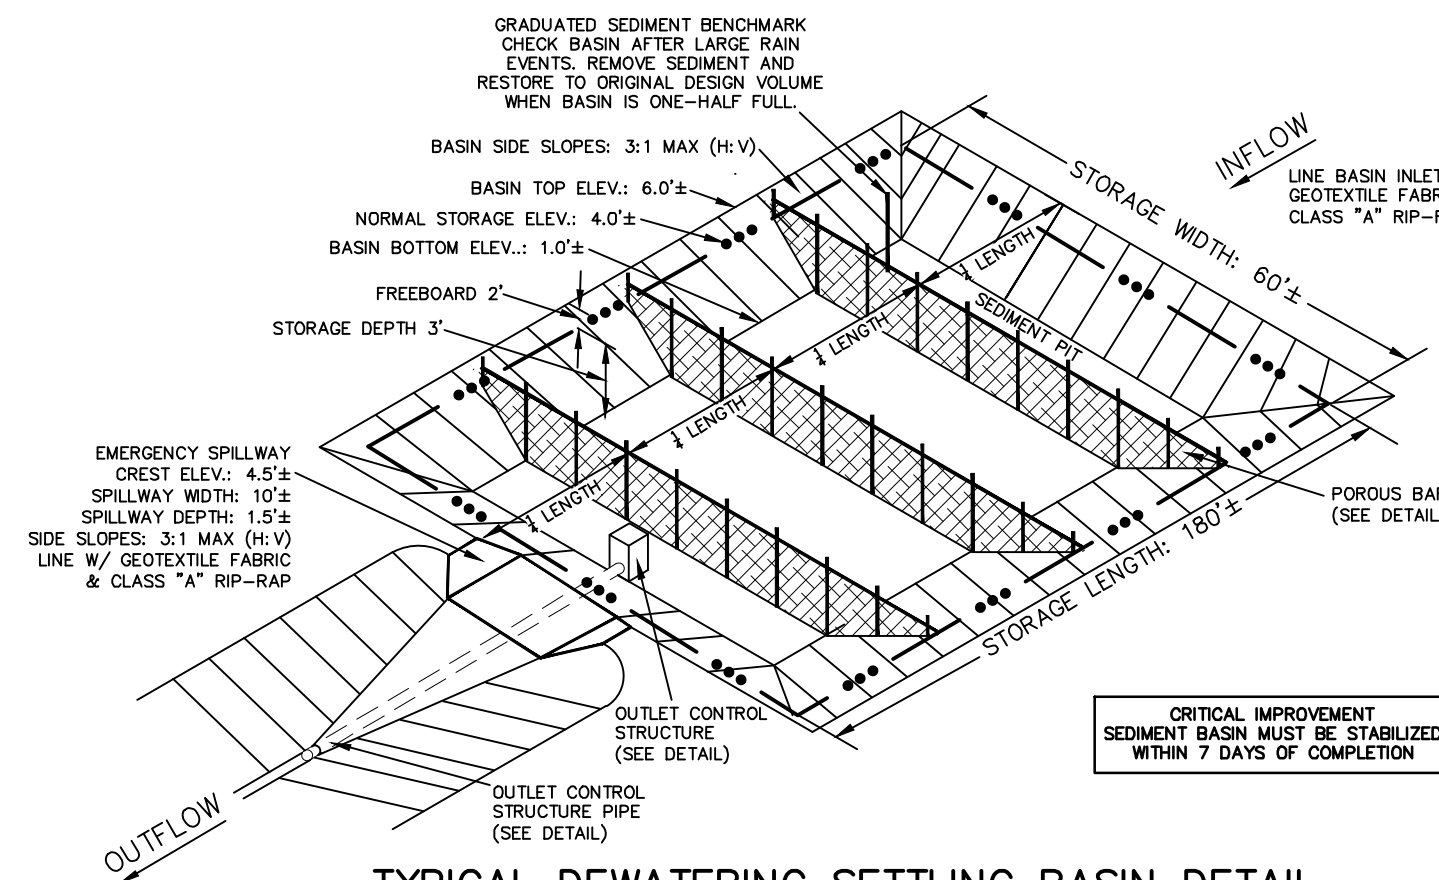 GRADUATED SEDIMENT BENCHMARK
CHECK BASIN AFTER LARGE RAIN
EVENTS. REMOVE SEDIMENT AND
RESTORE TO ORIGINAL DESIGN VOLUME
WHEN BASIN IS ONE-HALF FULL.
BASIN SIDE SLOPES: 3:1 MAX (H:V)
BASIN TOP ELEV.: 6.0'±
NORMAL STORAGE ELEV.: 4.0'±
BASIN BOTTOM ELEV..: 1.0'±
FREEBOARD 2'
STORAGE DEPTH 3'
INFLOW
LINE BASIN INLET
GEOTEXTILE
CLASS "A"
STORAGE WIDTH: 60'±
¼ LENGTH
SEDIMENT PIT
¼ LENGTH
¼ LENGTH
¼ LENGTH
EMERGENCY SPILLWAY
CREST ELEV.: 4.5'±
SPILLWAY WIDTH: 10'±
SPILLWAY DEPTH: 1.5'±
SIDE SLOPES: 3:1 MAX (H:V)
LINE W/ GEOTEXTILE FABRIC
& CLASS "A" RIP-RAP
POROUS
(SEE DETAIL
STORAGE LENGTH: 180'±
OUTLET CONTROL
STRUCTURE
(SEE DETAIL)
OUTLET CONTROL
STRUCTURE PIPE
(SEE DETAIL)
OUTFLOW
CRITICAL IMPROVEMENT
SEDIMENT BASIN MUST BE STABILIZED
WITHIN 7 DAYS OF COMPLETION
TYPICAL DEWATERING SETTLING BASIN DETAIL